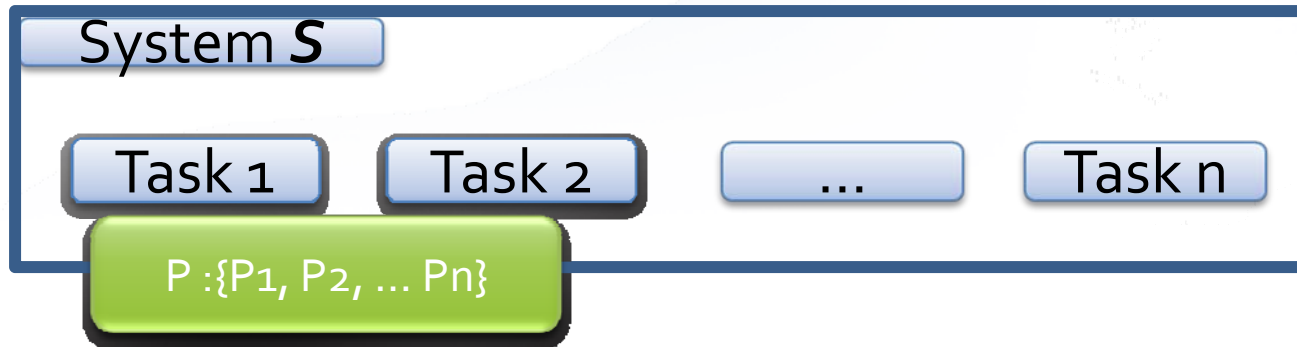 System S
Task 1 Task 2 ... Task n
P :{P1, P2, ... Pn}